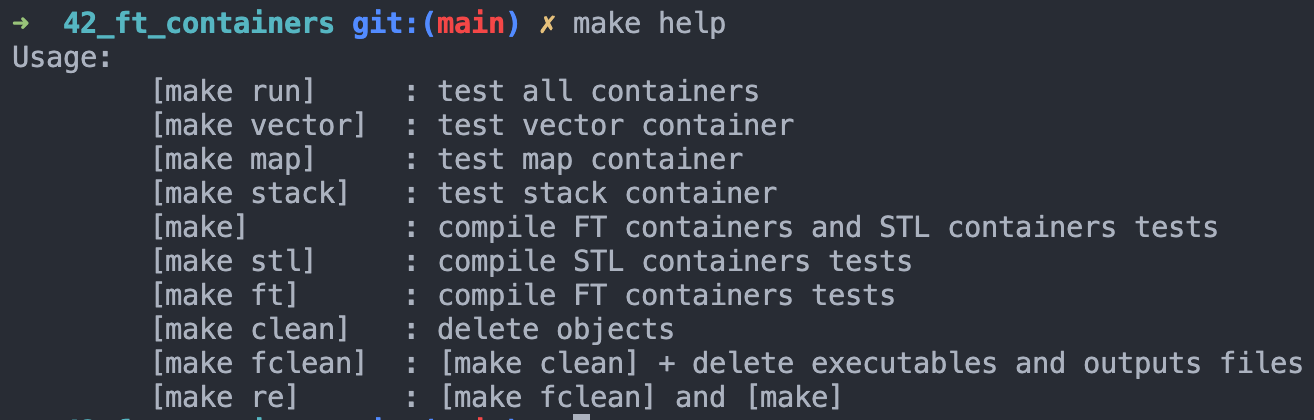 → 42_ft_containers git:(main) ✗ make help
Usage:
[make run] : test all containers
[make vector] : test vector container
[make map] : test map container
[make stack] : test stack container
[make] : compile FT containers and STL containers tests
[make stl] : compile STL containers tests
[make ft] : compile FT containers tests
[make clean] : delete objects
[make fclean] : [make clean] + delete executables and outputs files
[make re] : [make fclean] and [make]